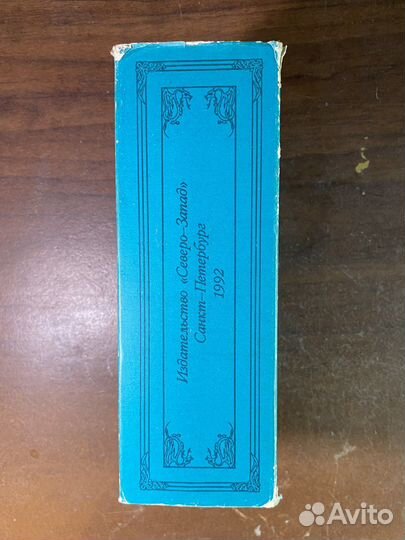 Издательство «Северо-Запад»
Санкт-Петербург
1992
Avito